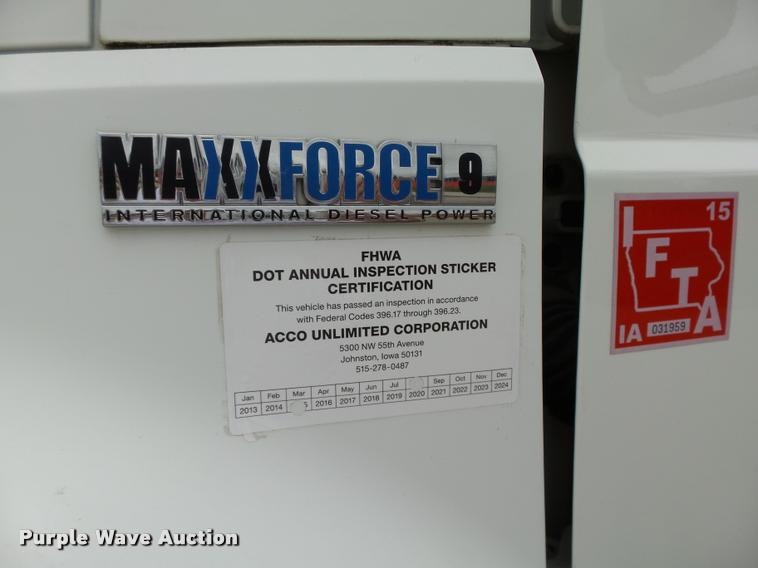 MAXXFORCE 9
INTERNATIONAL DIESEL POWER
FHWA
DOT ANNUAL INSPECTION STICKER
CERTIFICATION
This vehicle has passed an inspection in accordance
with Federal Codes 396.17 through 396.23.
ACCO UNLIMITED CORPORATION
5300 NW 55th Avenue
Johnston, Iowa 50131
515-278-0487
Jan Feb Mar Apr May Jun Jul Sep Oct Nov Dec
2013 2014 5 2016 2017 2018 2019 2020 2021 2022 2023 2024
15
IFTA
IA 031959
Purple Wave Auction